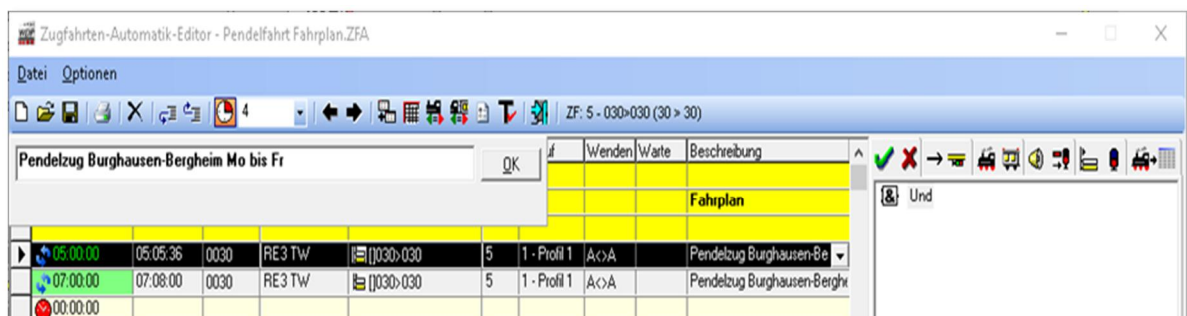 Zugfahrten-Automatik-Editor - Pendelfahrt Fahrplan.ZFA
Datei Optionen
4 ZF: 5 - 030>030 (30 > 30)
Pendelzug Burghausen-Bergheim Mo bis Fr OK
Wenden Warte Beschreibung
Und
Fahrplan
05:00:00 05:05:36 0030 RE3 TW []030>030 5 1 - Profil 1 A<>A Pendelzug Burghausen-Be
07:00:00 07:08:00 0030 RE3 TW []030>030 5 1 - Profil 1 A<>A Pendelzug Burghausen-Berghe
00:00:00